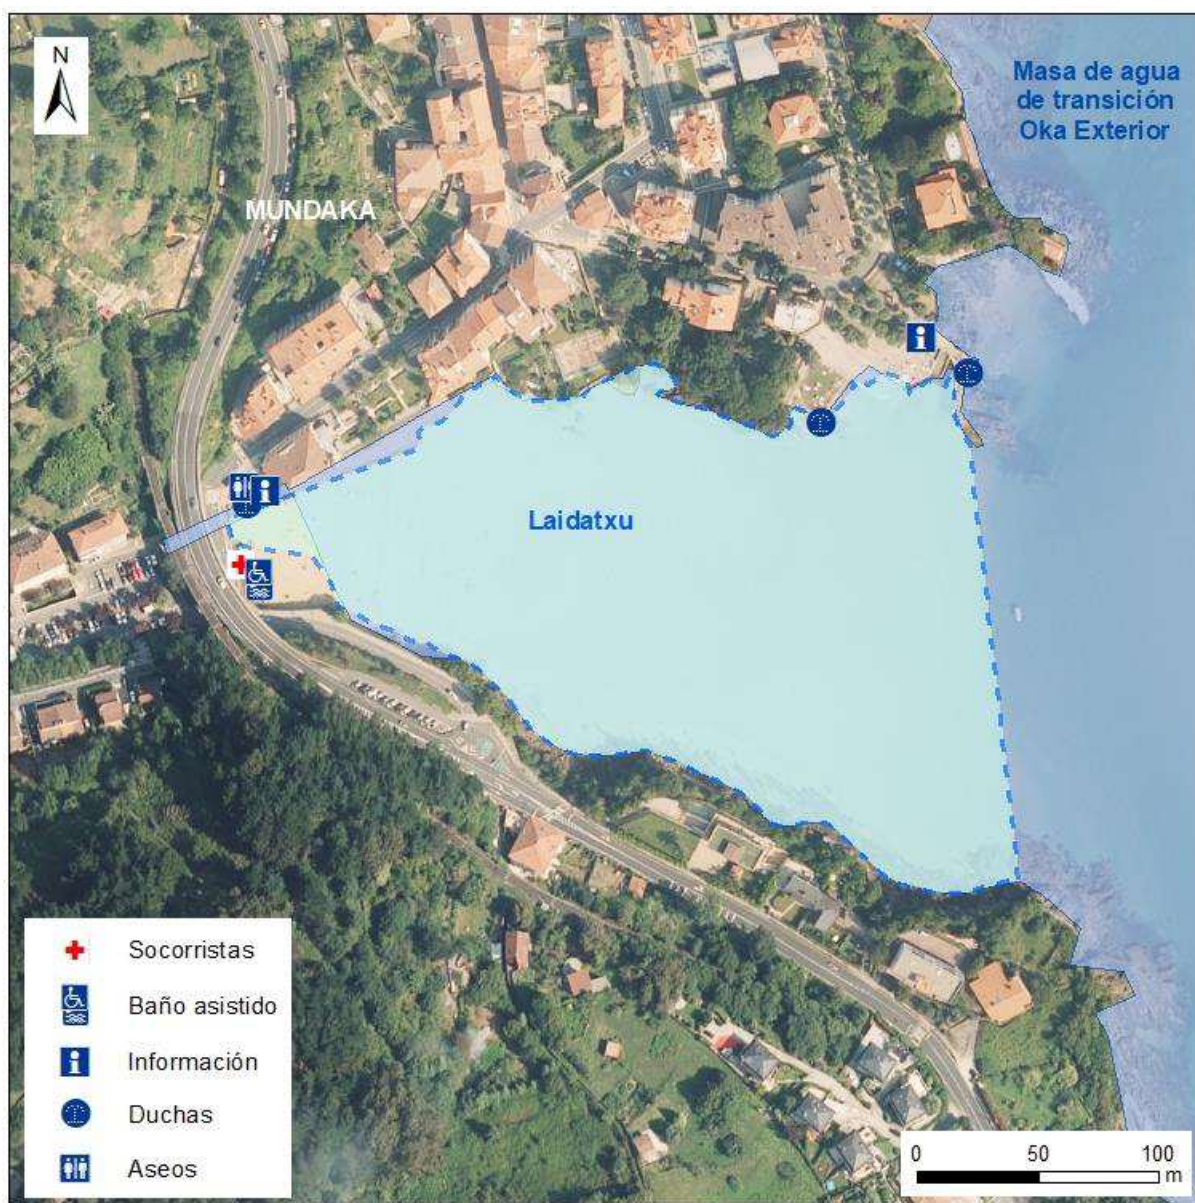 N
Masa de agua
de transición
Oka Exterior
MUNDAKA
Laidatxu
Socorristas
Baño asistido
Información
Duchas
Aseos
0 50 100
m